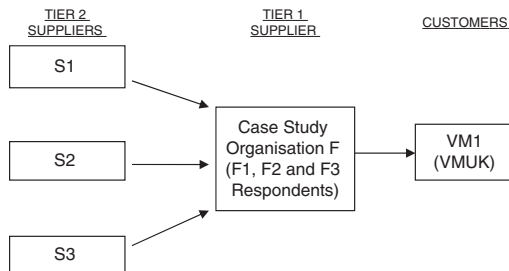 TIER 2
SUPPLIERS
TIER 1
SUPPLIER
CUSTOMERS
S1
S2
S3
Case Study
Organisation F
(F1, F2 and F3
Respondents)
VM1
(VMUK)